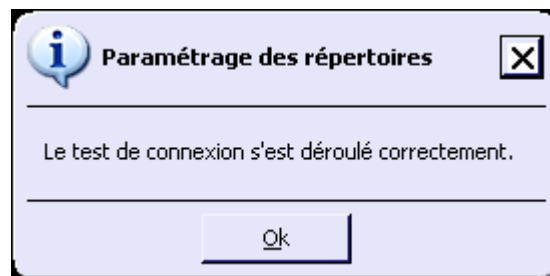 Paramétrage des répertoires
Le test de connexion s'est déroulé correctement.
Ok